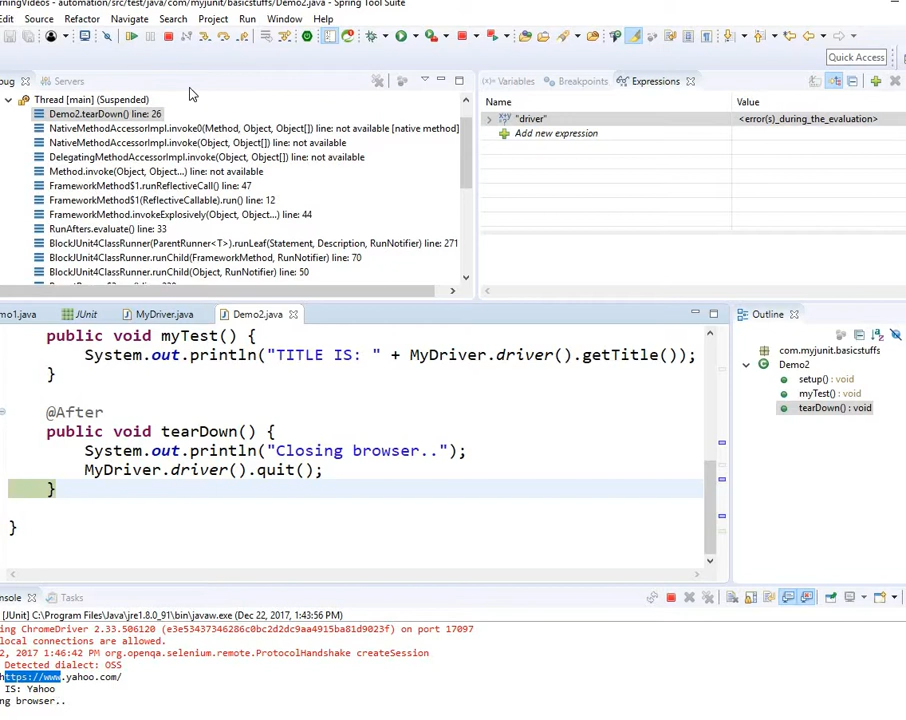 rningVideos - automation/src/test/java/com/myjunit/basicstuffs/Demo2.java - Spring Tool Suite
Edit Source Refactor Navigate Search Project Run Window Help
Quick Access
bug Servers
Variables Breakpoints Expressions
Thread [main] (Suspended)
Demo2.tearDown() line: 26
NativeMethodAccessorImpl.invoke0(Method, Object, Object[]) line: not available [native method]
NativeMethodAccessorImpl.invoke(Object, Object[]) line: not available
DelegatingMethodAccessorImpl.invoke(Object, Object[]) line: not available
Method.invoke(Object, Object...) line: not available
FrameworkMethod$1.runReflectiveCall() line: 47
FrameworkMethod$1(ReflectiveCallable).run() line: 12
FrameworkMethod.invokeExplosively(Object, Object...) line: 44
RunAfters.evaluate() line: 33
BlockJUnit4ClassRunner(ParentRunner<T>).runLeaf(Statement, Description, RunNotifier) line: 271
BlockJUnit4ClassRunner.runChild(FrameworkMethod, RunNotifier) line: 70
BlockJUnit4ClassRunner.runChild(Object, RunNotifier) line: 50
Name Value
"driver" <error(s)_during_the_evaluation>
Add new expression
mo1.java JUnit MyDriver.java Demo2.java
public void myTest() {
System.out.println("TITLE IS: " + MyDriver.driver().getTitle());
}
@After
public void tearDown() {
System.out.println("Closing browser..");
MyDriver.driver().quit();
}
}
Outline
com.myjunit.basicstuffs
Demo2
setup() : void
myTest() : void
tearDown() : void
nsole Tasks
[JUnit] C:\Program Files\Java\jre1.8.0_91\bin\javaw.exe (Dec 22, 2017, 1:43:56 PM)
ing ChromeDriver 2.33.506120 (e3e53437346286c0bc2d2dc9aa4915ba81d9023f) on port 17097
local connections are allowed.
2, 2017 1:46:42 PM org.openqa.selenium.remote.ProtocolHandshake createSession
Detected dialect: OSS
https://www.yahoo.com/
IS: Yahoo
ng browser..